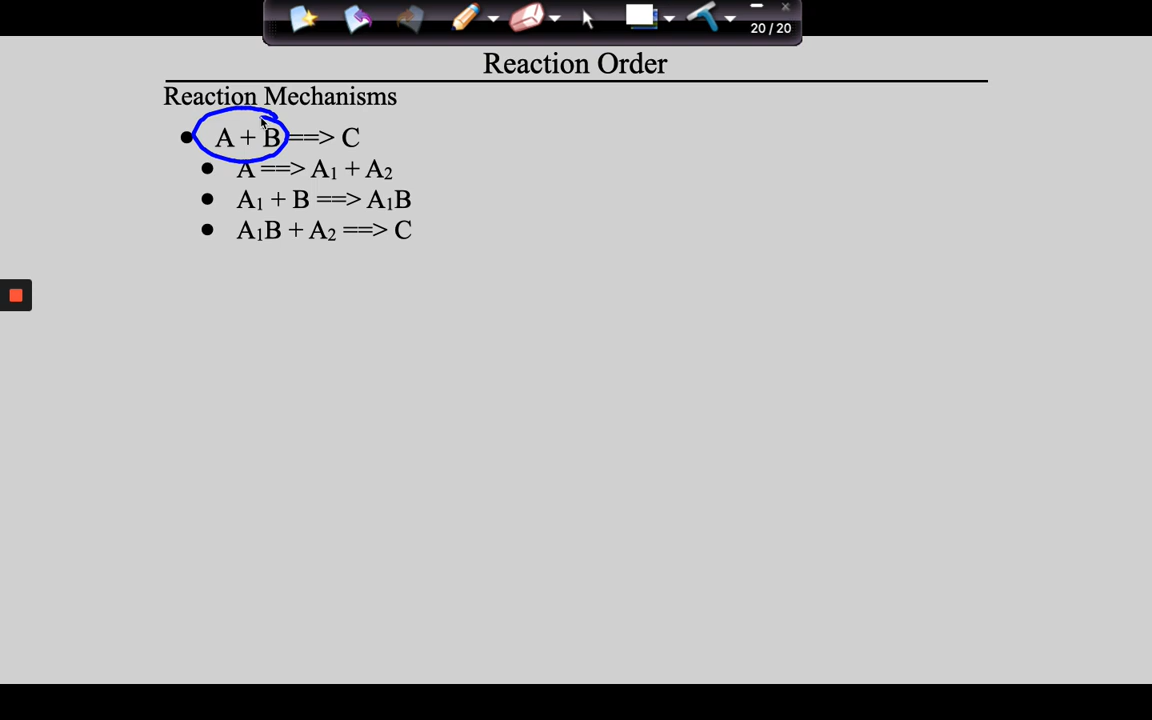 20 / 20
Reaction Order
Reaction Mechanisms
● A + B ==> C
● A ==> A₁ + A₂
● A₁ + B ==> A₁B
● A₁B + A₂ ==> C